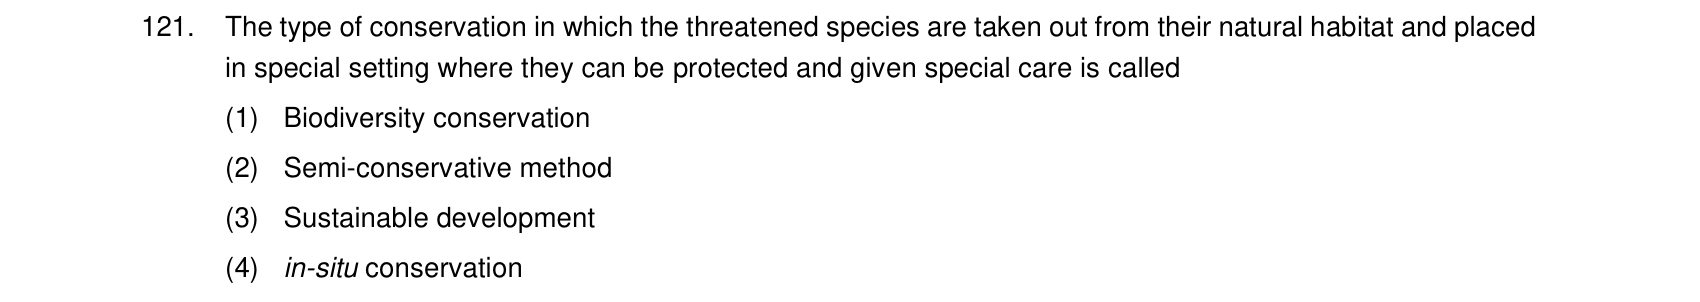 121. The type of conservation in which the threatened species are taken out from their natural habitat and placed
in special setting where they can be protected and given special care is called
(1) Biodiversity conservation
(2) Semi-conservative method
(3) Sustainable development
(4) in-situ conservation